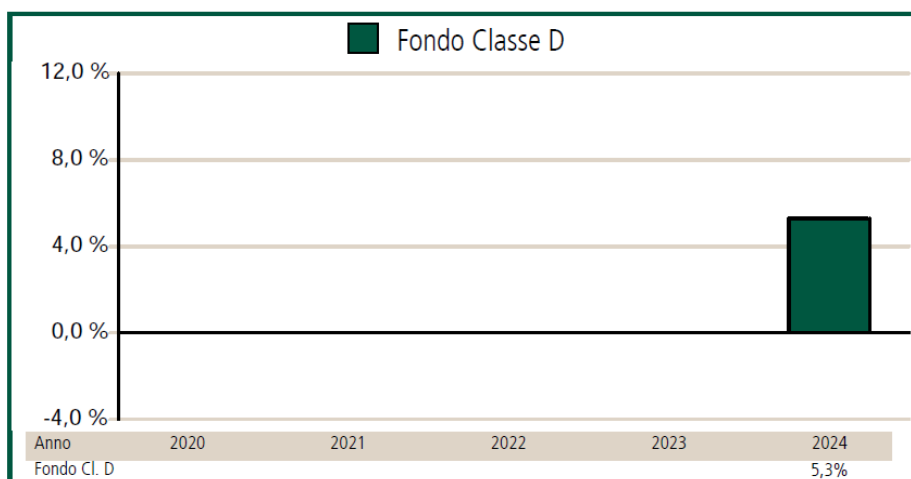 Fondo Classe D
12,0 %
8,0 %
4,0 %
0,0 %
-4,0 %
Anno 2020 2021 2022 2023 2024
Fondo Cl. D 5,3%